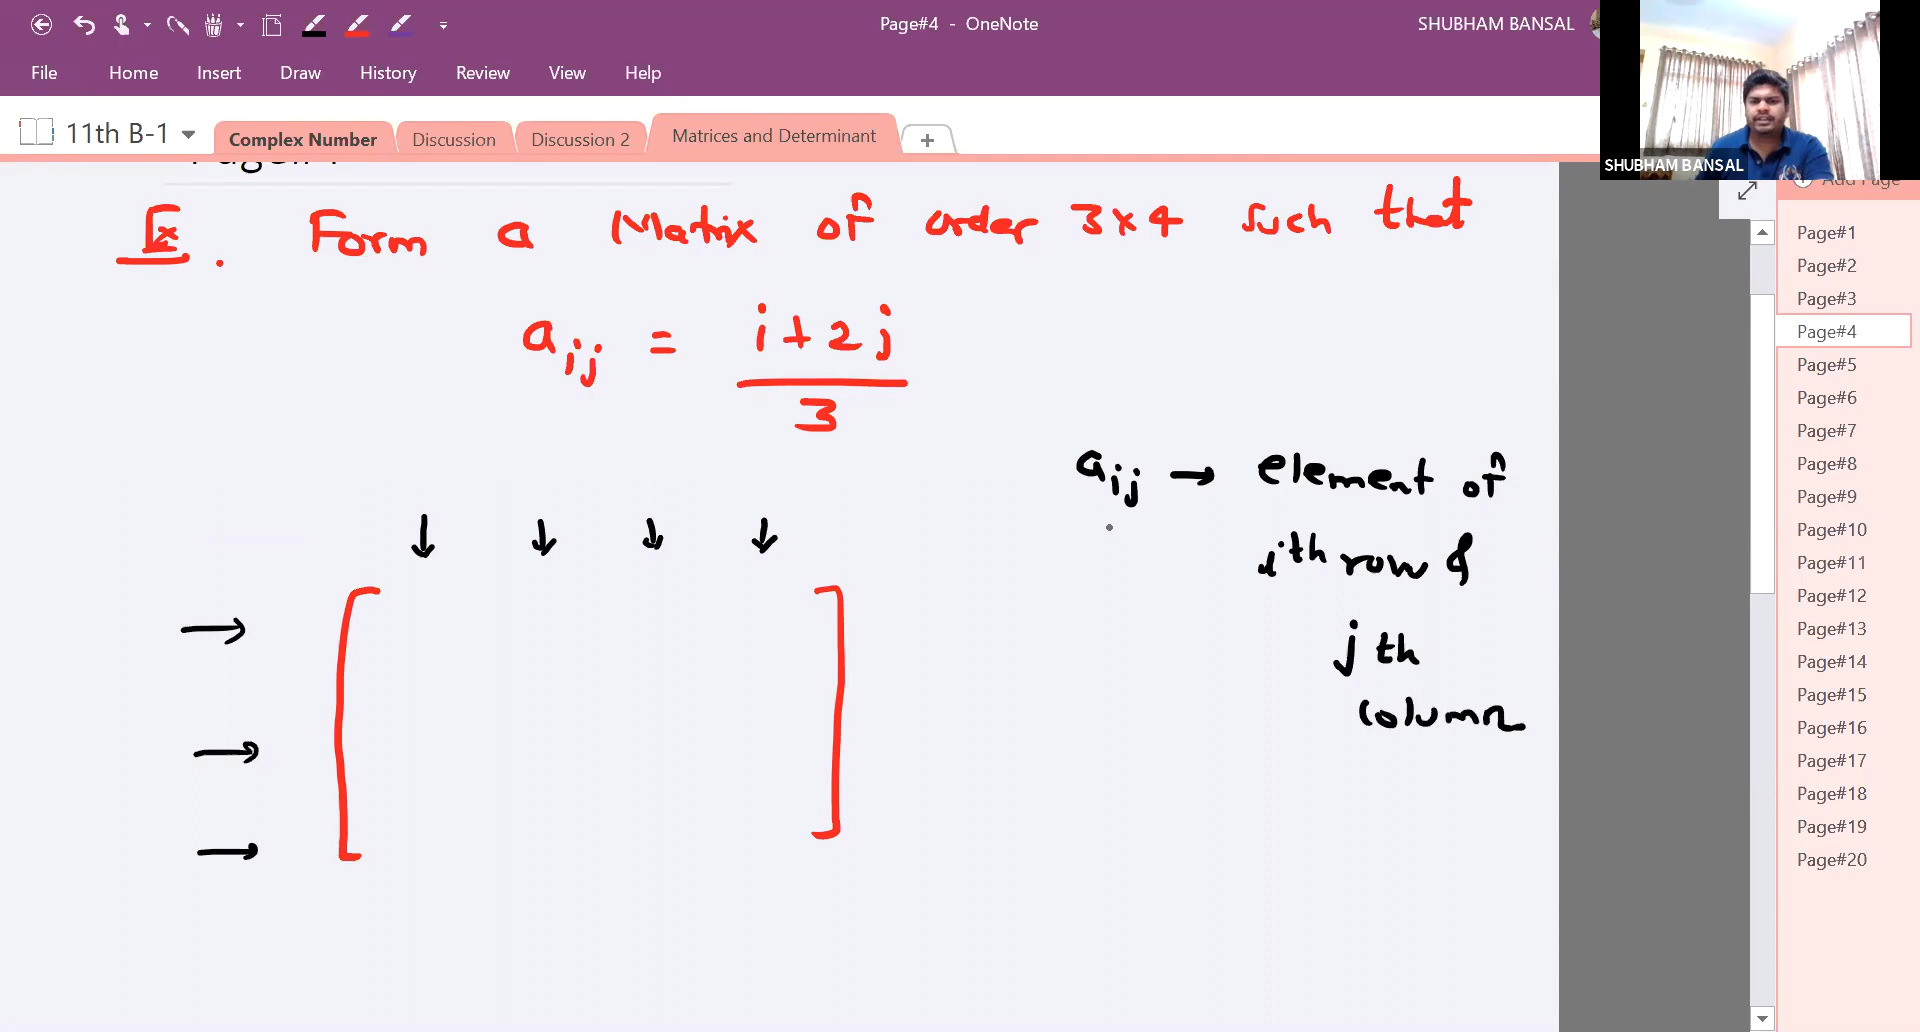 Page#4 - OneNote
SHUBHAM BANSAL
File Home Insert Draw History Review View Help
SHUBHAM BANSAL
11th B-1
Complex Number
Discussion
Discussion 2
Matrices and Determinant
Add Page
Ex. Form a Matrix of order 3x4 such that
aij = i+2j
3
aij → element of
ith row &
jth
column
Page#1
Page#2
Page#3
Page#4
Page#5
Page#6
Page#7
Page#8
Page#9
Page#10
Page#11
Page#12
Page#13
Page#14
Page#15
Page#16
Page#17
Page#18
Page#19
Page#20